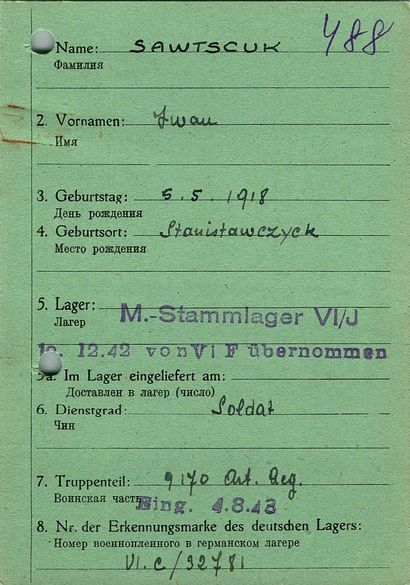 488
1. Name: SAWTSCUK
Фамилия
2. Vornamen: Iwan
Имя
3. Geburtstag: 5. 5. 1918
День рождения
4. Geburtsort: Stanistawczyck
Место рождения
5. Lager: M.-Stammlager VI/J
Лагер
12.42 von VI F übernommen
5a. Im Lager eingeliefert am:
Доставлен в лагер (число)
6. Dienstgrad: Soldat
Чин
7. Truppenteil: 9170 Art. Reg.
Воинская часть Eing. 4.8.43
8. Nr. der Erkennungsmarke des deutschen Lagers:
Номер военнопленного в германском лагере
VI. C/32781